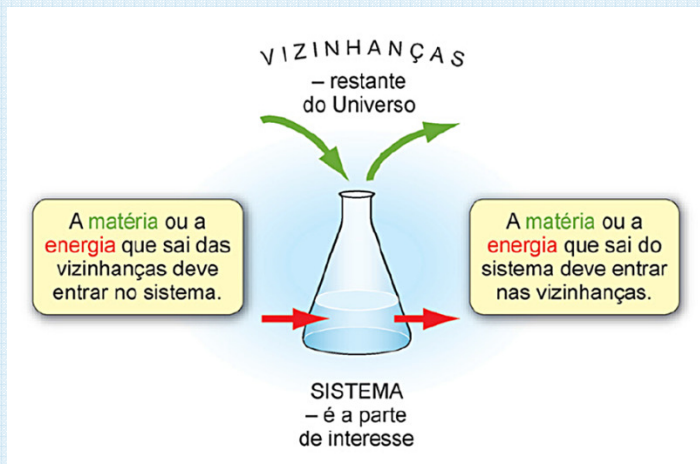 VIZINHANÇAS
– restante
do Universo
A matéria ou a
energia que sai das
vizinhanças deve
entrar no sistema.
A matéria ou a
energia que sai do
sistema deve entrar
nas vizinhanças.
SISTEMA
– é a parte
de interesse